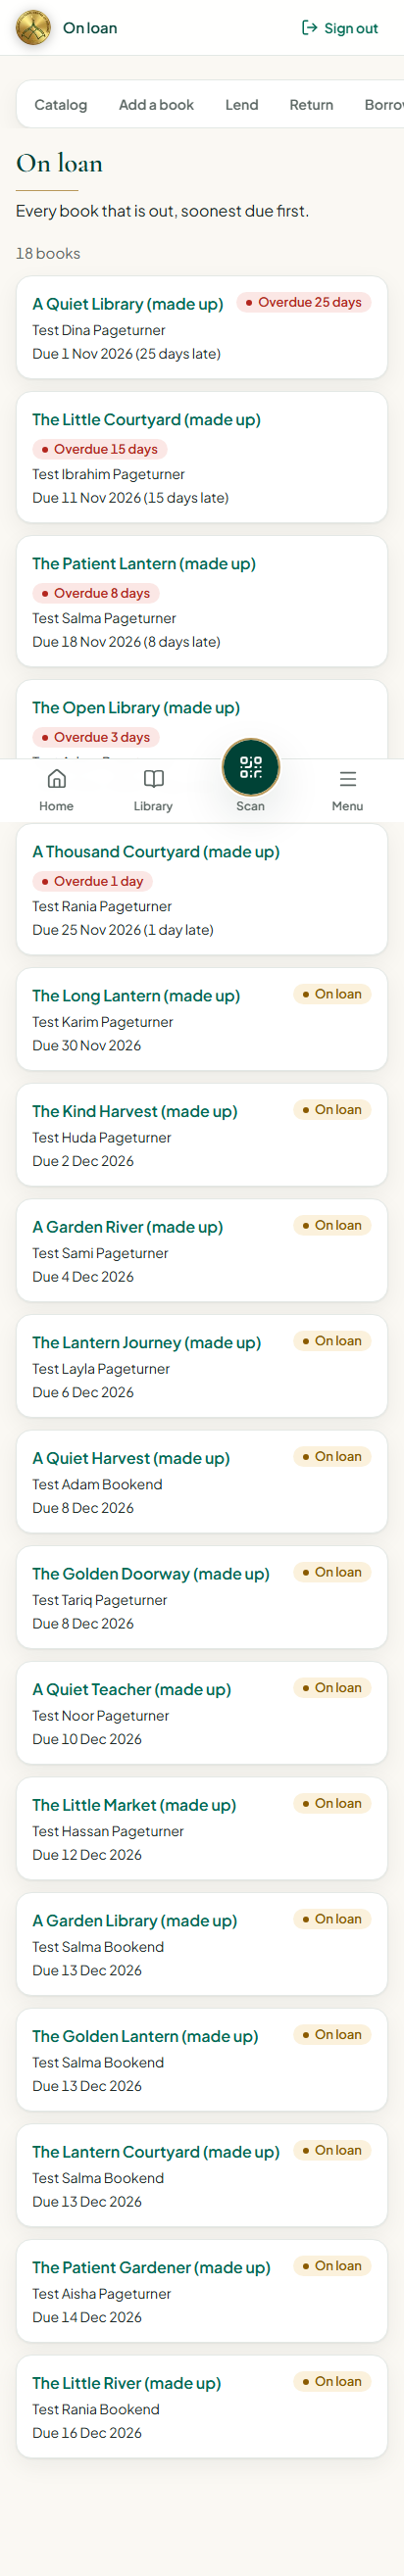 On loan
Sign out
Catalog Add a book Lend Return
On loan
Every book that is out, soonest due first.
18 books
A Quiet Library (made up) Overdue 25 days
Test Dina Pageturner
Due 1 Nov 2026 (25 days late)
The Little Courtyard (made up)
Overdue 15 days
Test Ibrahim Pageturner
Due 11 Nov 2026 (15 days late)
The Patient Lantern (made up)
Overdue 8 days
Test Salma Pageturner
Due 18 Nov 2026 (8 days late)
The Open Library (made up)
Overdue 3 days
Home Library Scan Menu
A Thousand Courtyard (made up)
Overdue 1 day
Test Rania Pageturner
Due 25 Nov 2026 (1 day late)
The Long Lantern (made up) On loan
Test Karim Pageturner
Due 30 Nov 2026
The Kind Harvest (made up) On loan
Test Huda Pageturner
Due 2 Dec 2026
A Garden River (made up) On loan
Test Sami Pageturner
Due 4 Dec 2026
The Lantern Journey (made up) On loan
Test Layla Pageturner
Due 6 Dec 2026
A Quiet Harvest (made up) On loan
Test Adam Bookend
Due 8 Dec 2026
The Golden Doorway (made up) On loan
Test Tariq Pageturner
Due 8 Dec 2026
A Quiet Teacher (made up) On loan
Test Noor Pageturner
Due 10 Dec 2026
The Little Market (made up) On loan
Test Hassan Pageturner
Due 12 Dec 2026
A Garden Library (made up) On loan
Test Salma Bookend
Due 13 Dec 2026
The Golden Lantern (made up) On loan
Test Salma Bookend
Due 13 Dec 2026
The Lantern Courtyard (made up) On loan
Test Salma Bookend
Due 13 Dec 2026
The Patient Gardener (made up) On loan
Test Aisha Pageturner
Due 14 Dec 2026
The Little River (made up) On loan
Test Rania Bookend
Due 16 Dec 2026